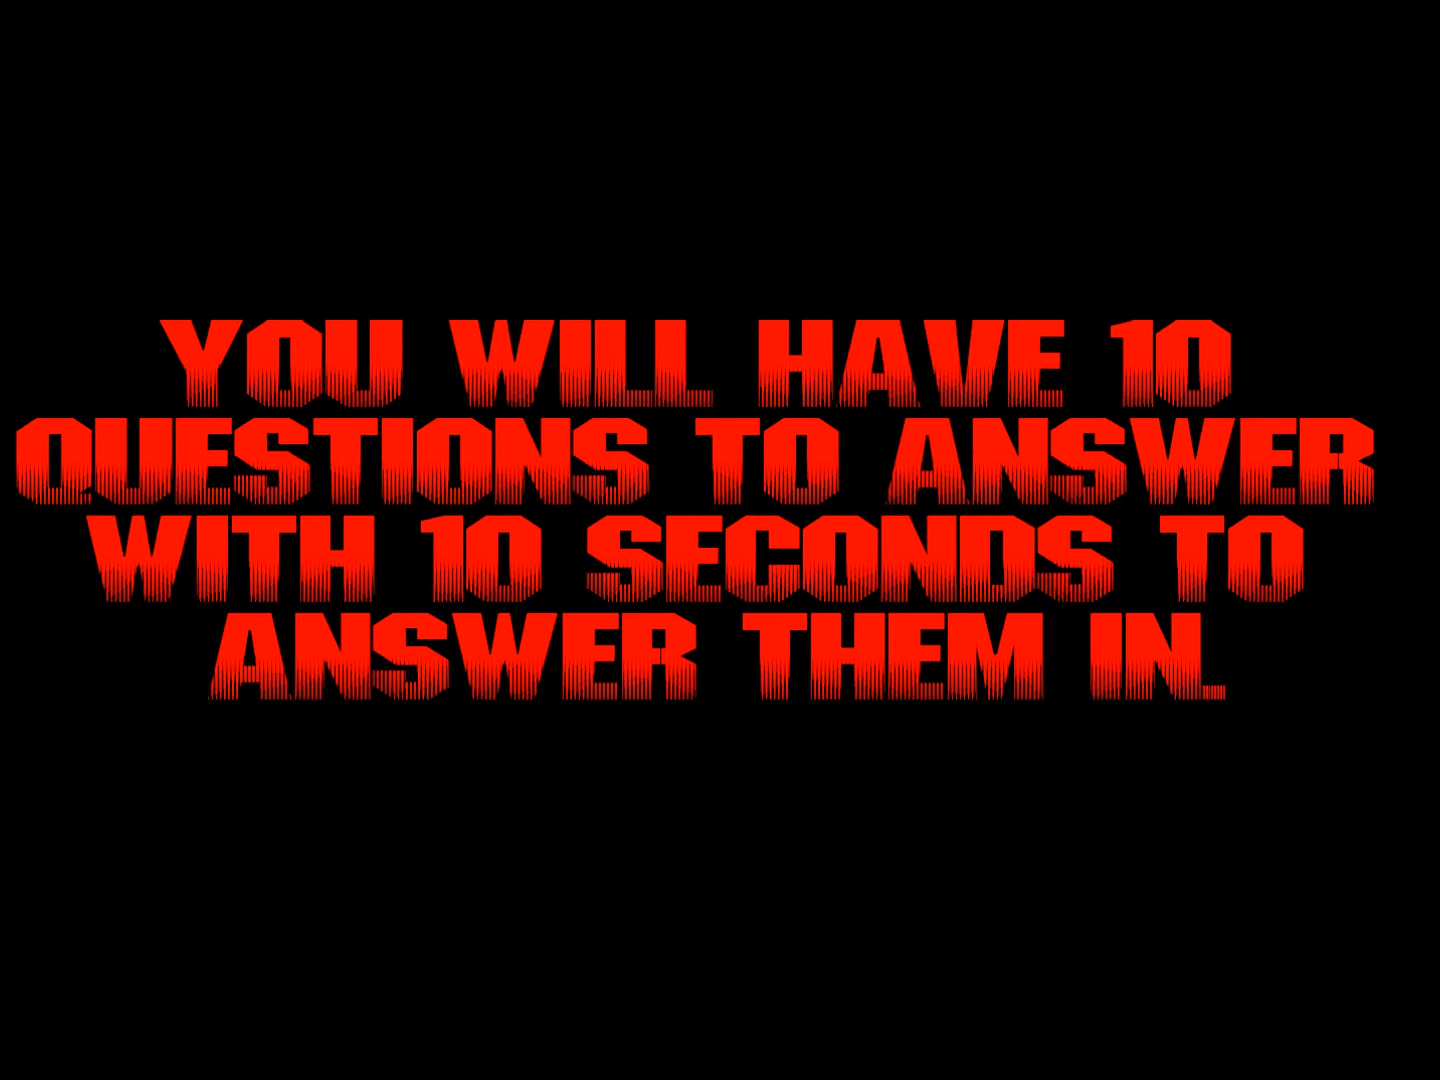 YOU WILL HAVE 10
QUESTIONS TO ANSWER
WITH 10 SECONDS TO
ANSWER THEM IN.